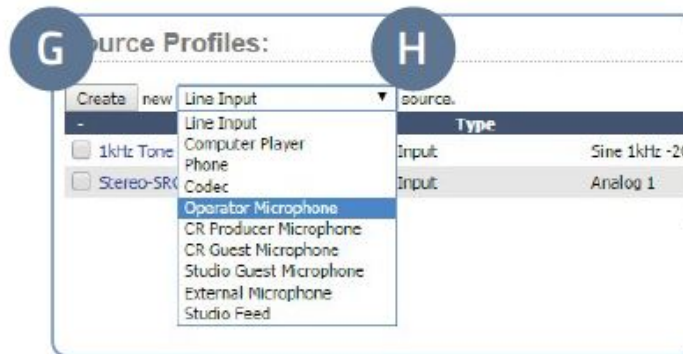 G ource Profiles: H
Create new Line Input ▼ source.
- Type
Line Input
Computer Player
1kHz Tone Input Sine 1kHz -20
Phone
Codec
Stereo-SRC Input Analog 1
Operator Microphone
CR Producer Microphone
CR Guest Microphone
Studio Guest Microphone
External Microphone
Studio Feed